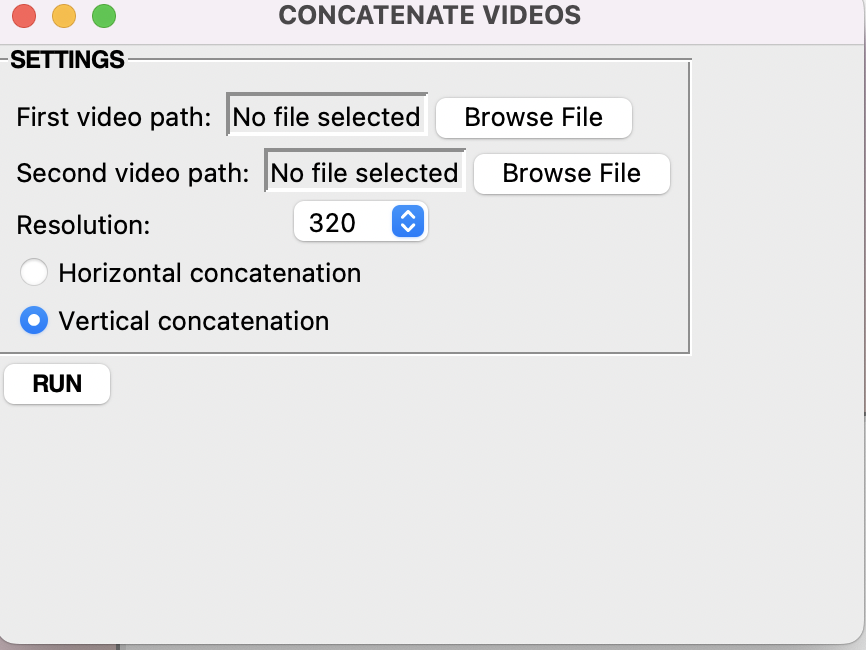 CONCATENATE VIDEOS
SETTINGS
First video path: No file selected Browse File
Second video path: No file selected Browse File
Resolution: 320
Horizontal concatenation
Vertical concatenation
RUN